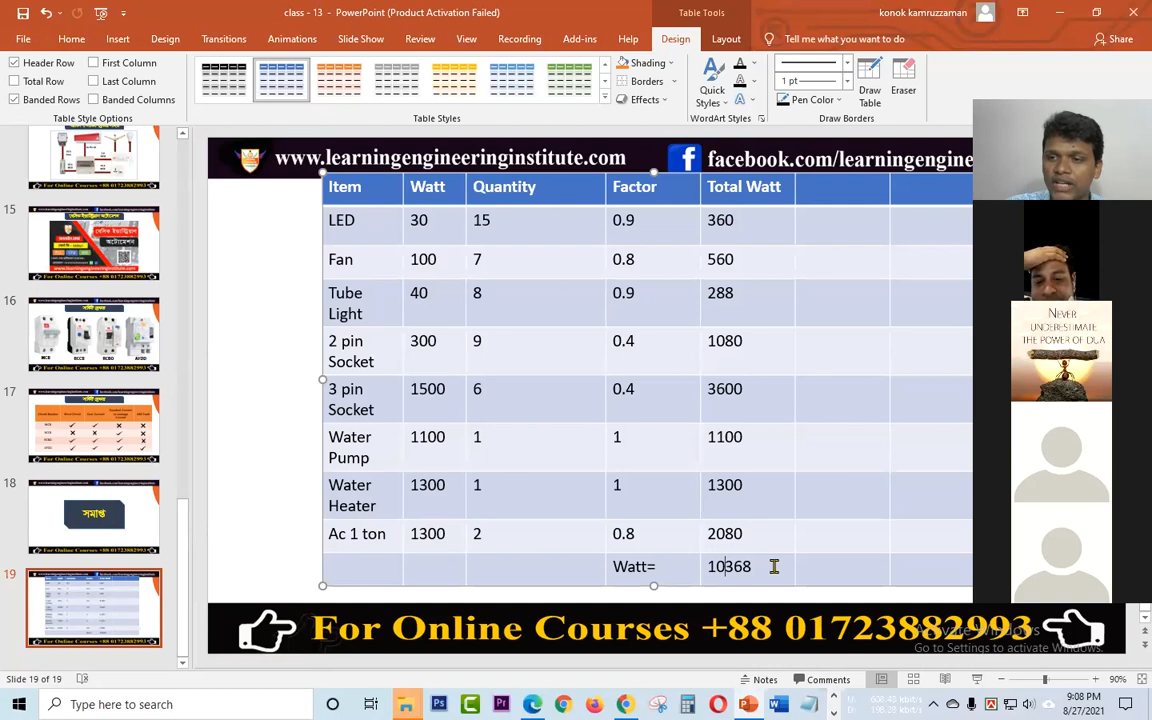 class - 13 - PowerPoint (Product Activation Failed)
Table Tools
konok kamruzzaman
File Home Insert Design Transitions Animations Slide Show Review View Recording Add-ins Help Design Layout Tell me what you want to do Share
Header Row First Column
Total Row Last Column
Banded Rows Banded Columns
Table Style Options
Table Styles
Shading
Borders
Effects
Quick Styles
WordArt Styles
1 pt
Pen Color
Draw Table
Eraser
Draw Borders
15
16
17
18
সমাপ্ত
19
www.learningengineeringinstitute.com facebook.com/learningengineering
Item Watt Quantity Factor Total Watt
LED 30 15 0.9 360
Fan 100 7 0.8 560
Tube Light 40 8 0.9 288
2 pin Socket 300 9 0.4 1080
3 pin Socket 1500 6 0.4 3600
Water Pump 1100 1 1 1100
Water Heater 1300 1 1 1300
Ac 1 ton 1300 2 0.8 2080
Watt= 10368
For Online Courses +88 01723882993
NEVER
UNDERESTIMATE
THE POWER OF DUA
Activate Windows
Go to Settings to activate Windows.
Slide 19 of 19
Notes Comments 90%
Type here to search
9:08 PM
8/27/2021